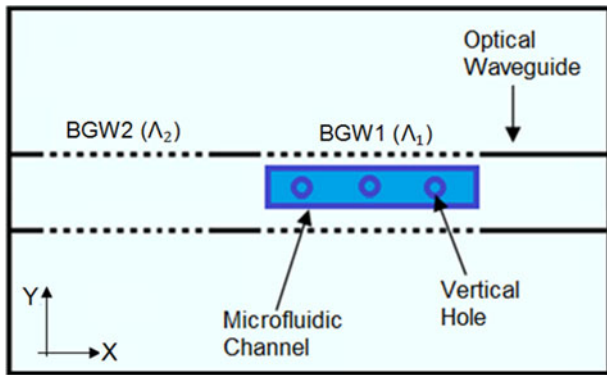 Optical
Waveguide
BGW2 (Λ₂)
BGW1 (Λ₁)
Y
X
Microfluidic
Channel
Vertical
Hole